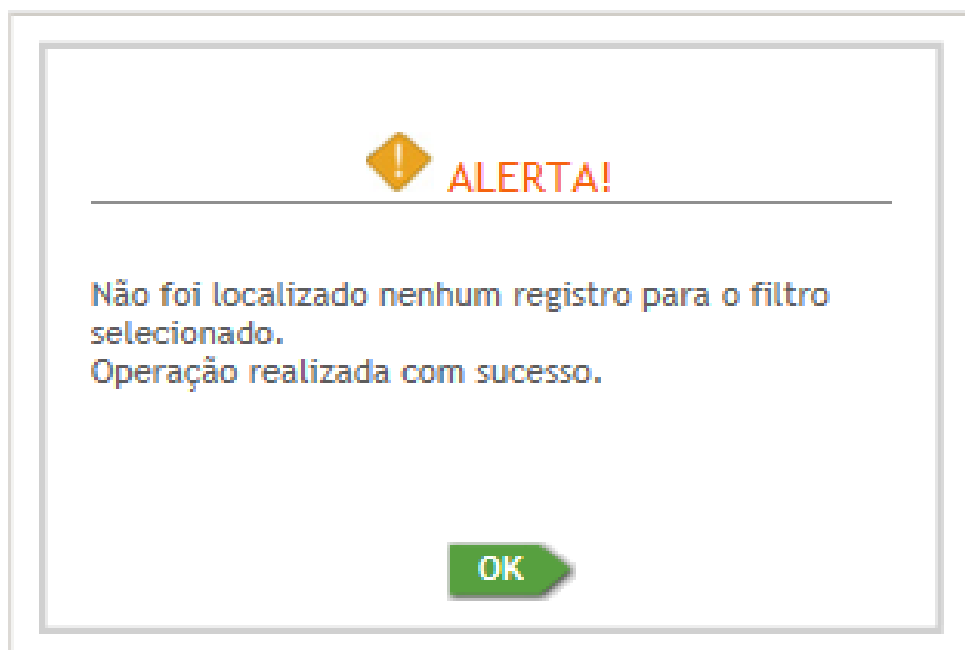 ALERTA!
Não foi localizado nenhum registro para o filtro
selecionado.
Operação realizada com sucesso.
OK